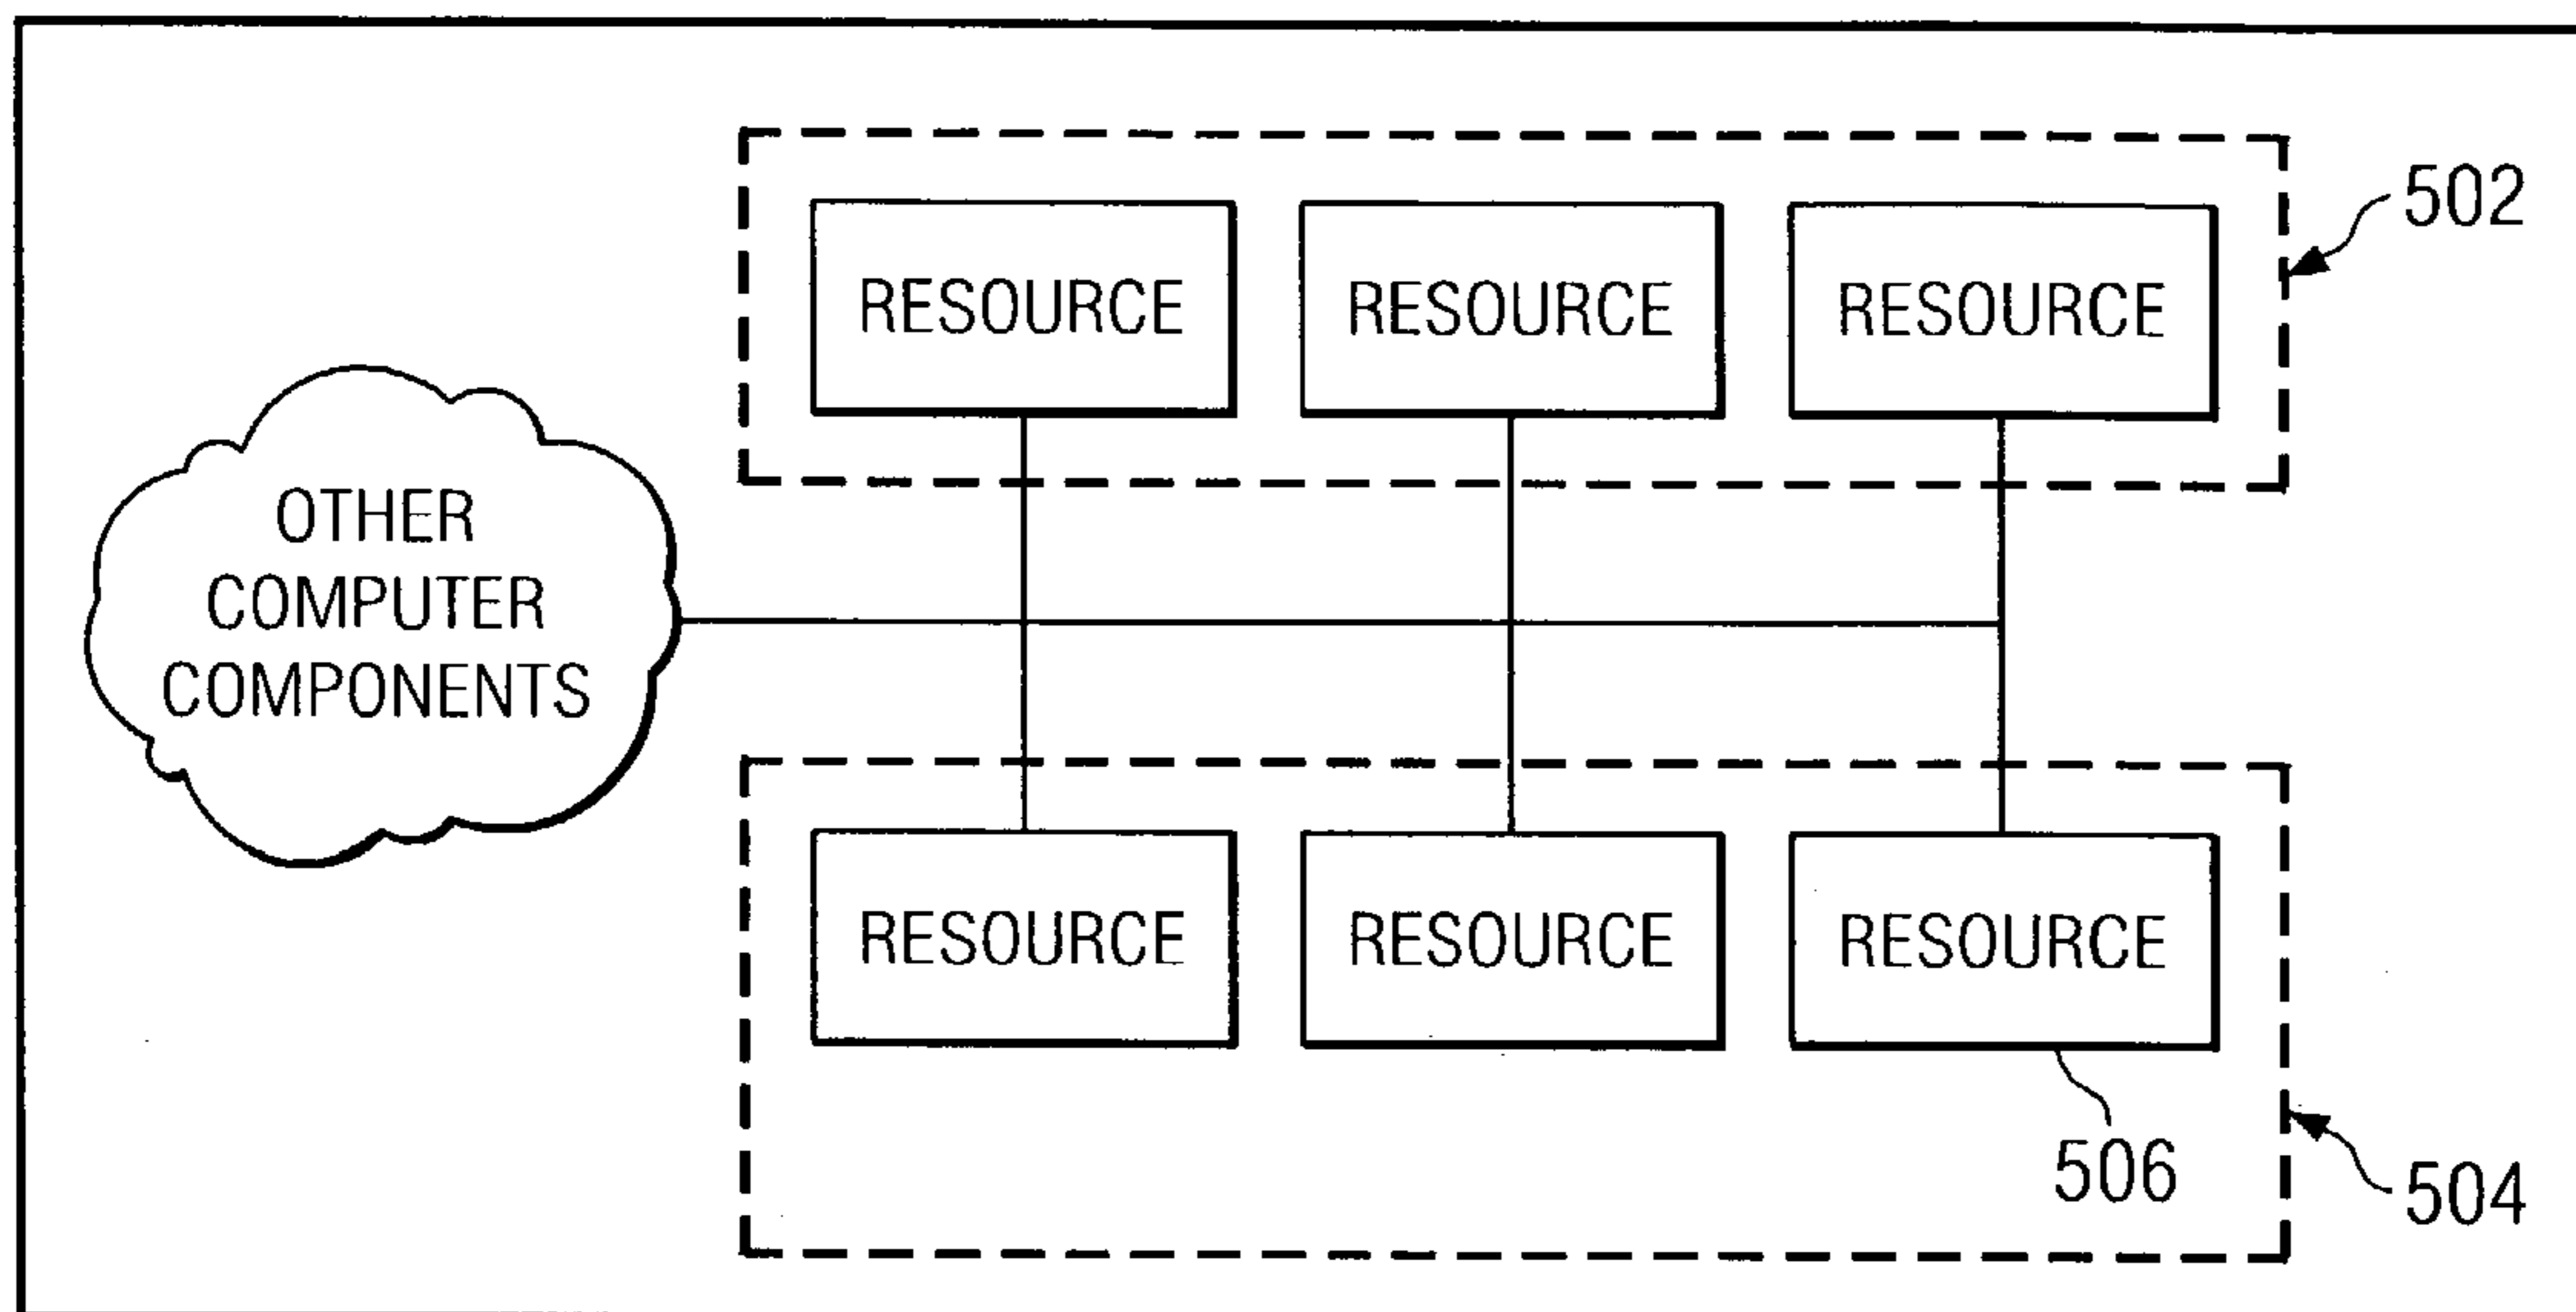 502
RESOURCE RESOURCE RESOURCE
OTHER
COMPUTER
COMPONENTS
RESOURCE RESOURCE RESOURCE
506
504